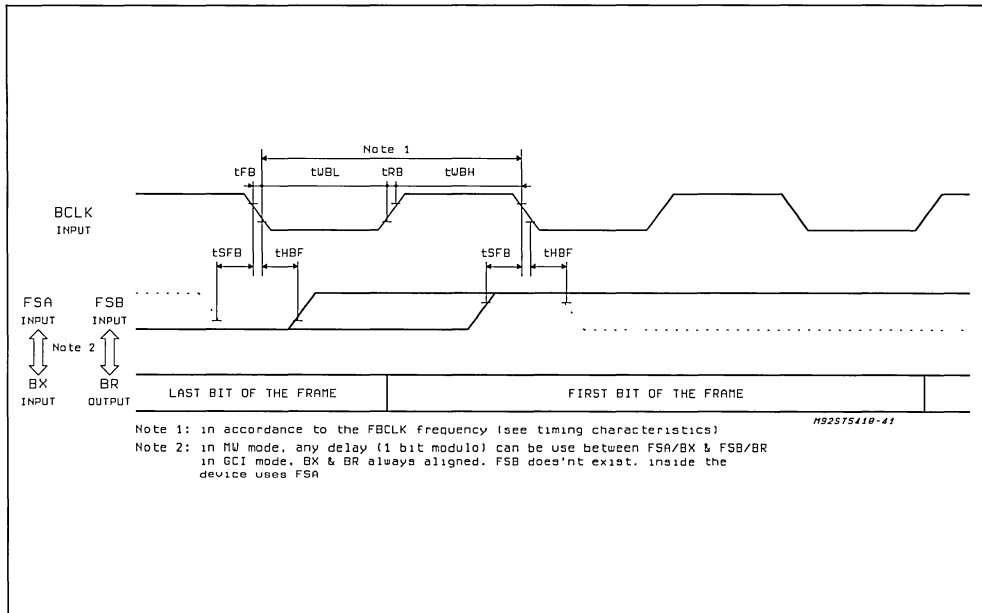 Note 1
tFB tWBL tRB tWBH
BCLK
INPUT
tSFB tHBF tSFB tHBF
FSA FSB
INPUT INPUT
Note 2
BX BR
INPUT OUTPUT
LAST BIT OF THE FRAME FIRST BIT OF THE FRAME
M92ST5410-41
Note 1: in accordance to the FBCLK frequency (see timing characteristics)
Note 2: in MW mode, any delay (1 bit modulo) can be use between FSA/BX & FSB/BR
in GCI mode, BX & BR always aligned. FSB does'nt exist. inside the
device uses FSA